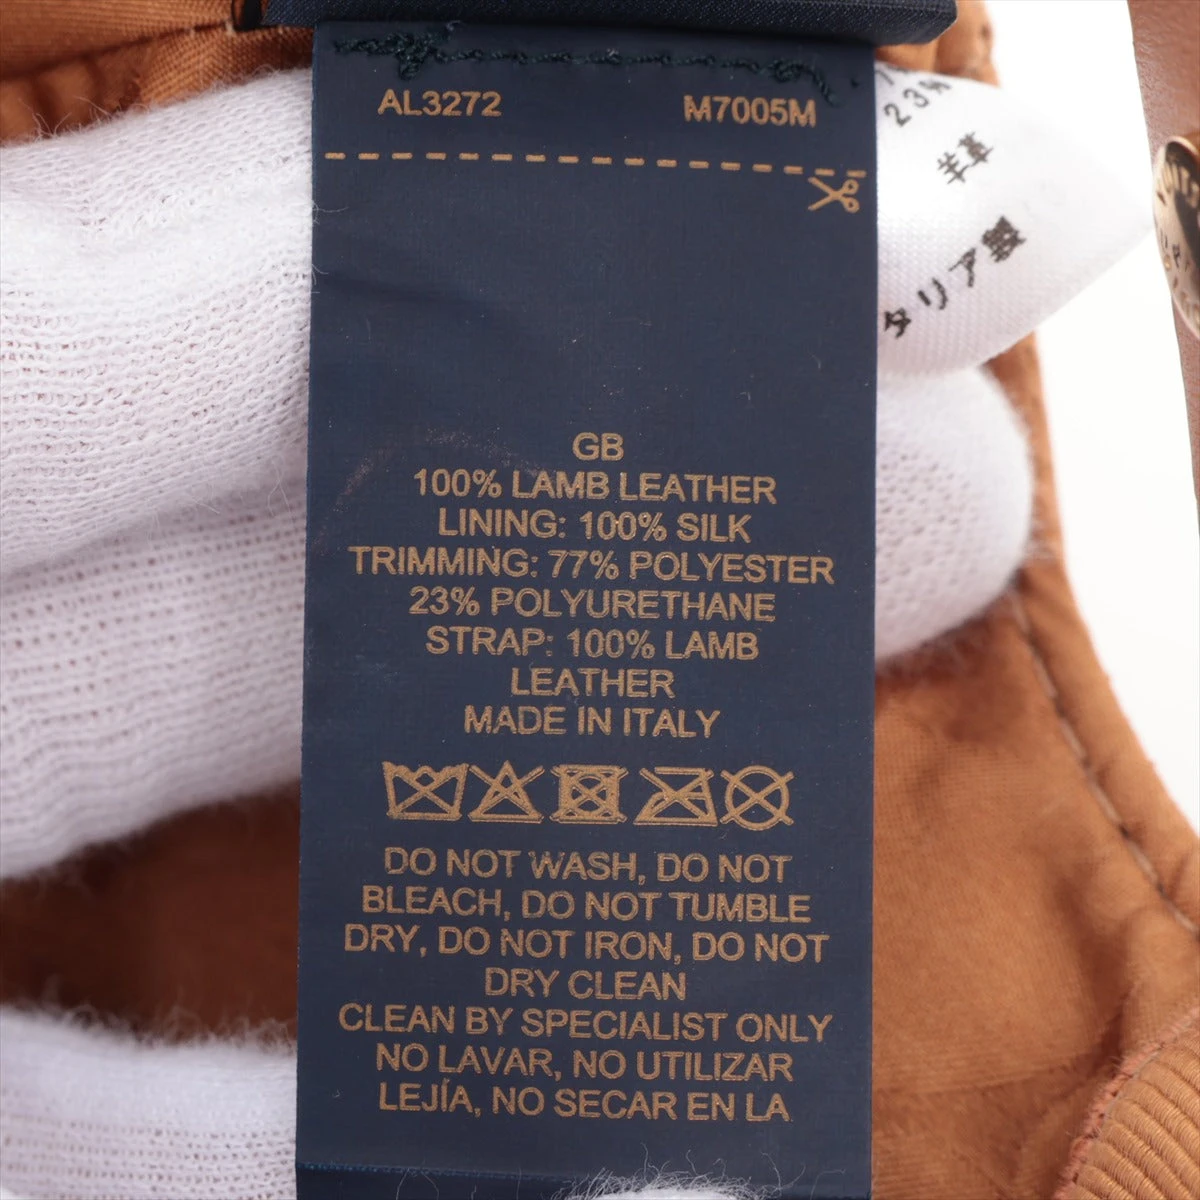 AL3272 M7005M
GB
100% LAMB LEATHER
LINING: 100% SILK
TRIMMING: 77% POLYESTER
23% POLYURETHANE
STRAP: 100% LAMB
LEATHER
MADE IN ITALY
DO NOT WASH, DO NOT
BLEACH, DO NOT TUMBLE
DRY, DO NOT IRON, DO NOT
DRY CLEAN
CLEAN BY SPECIALIST ONLY
NO LAVAR, NO UTILIZAR
LEJÍA, NO SECAR EN LA
23%
羊革
タリア製